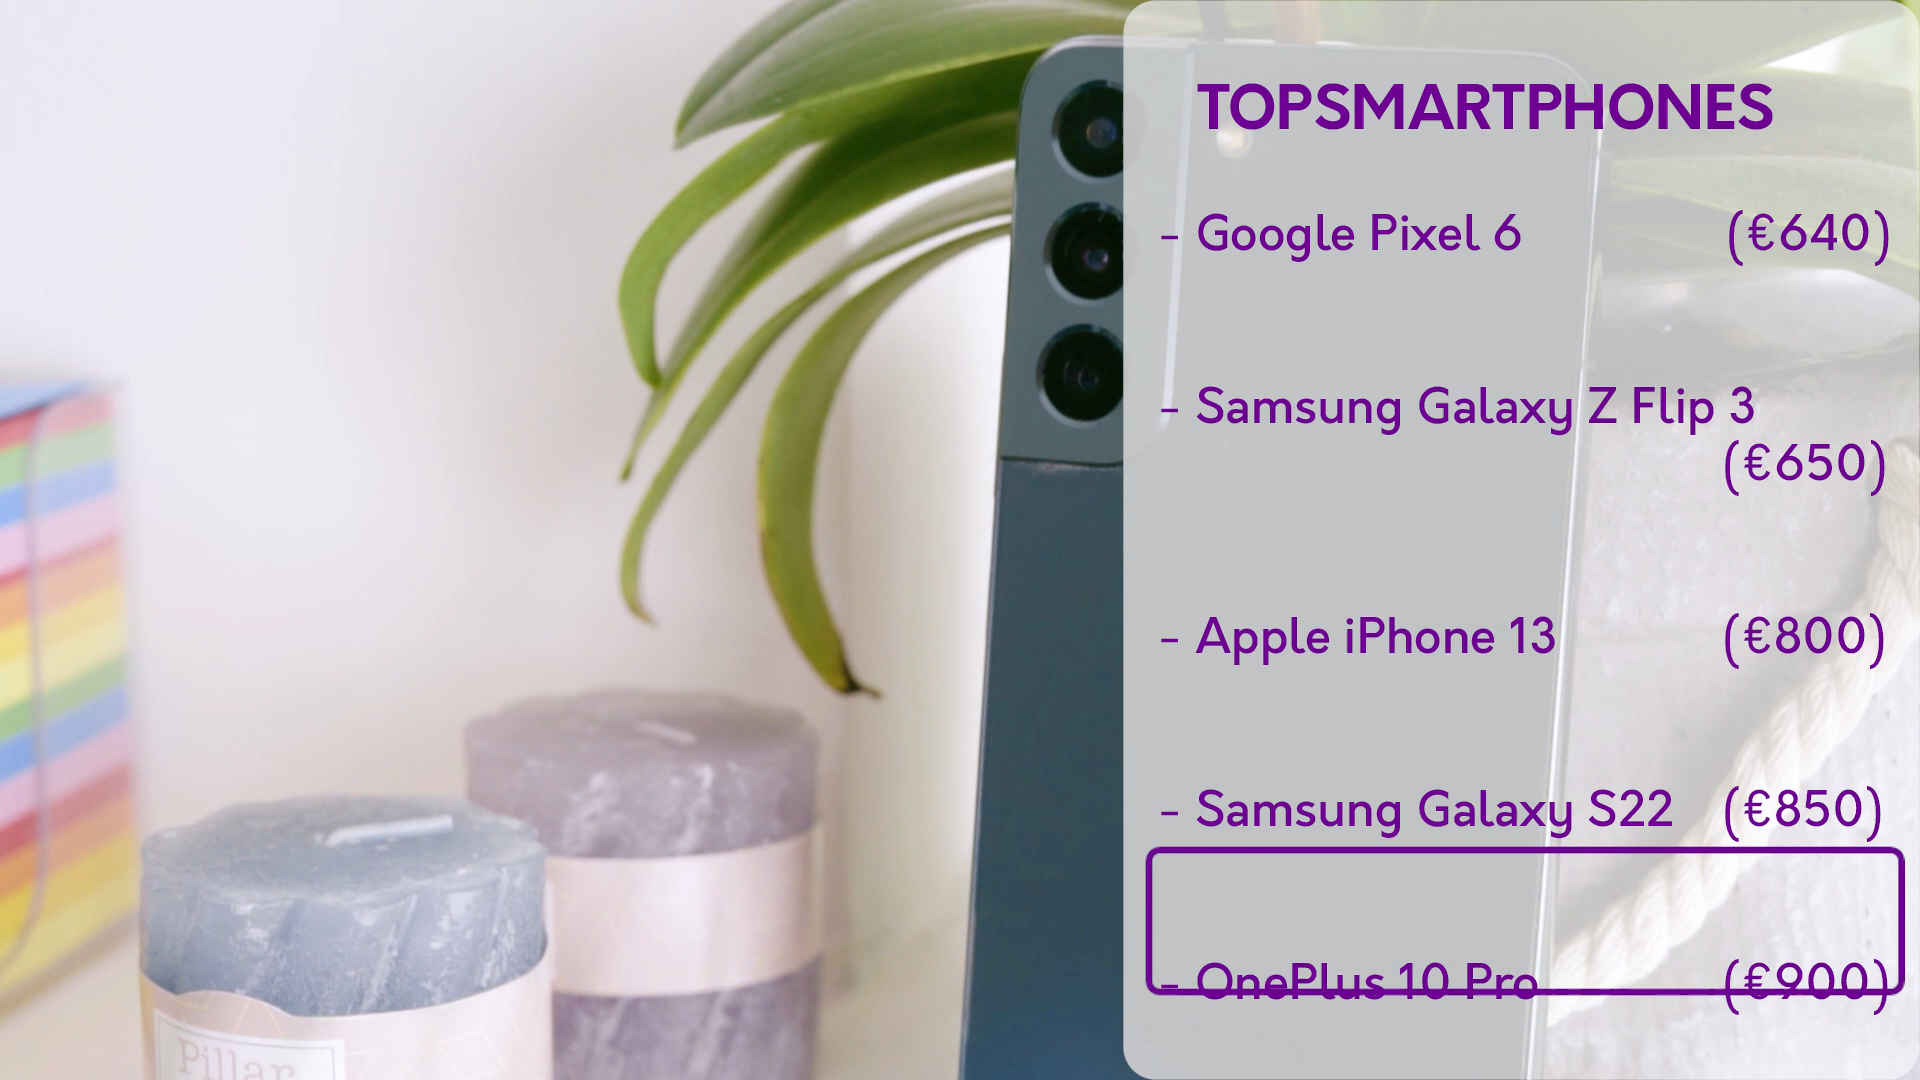 TOPSMARTPHONES
- Google Pixel 6 (€640)
- Samsung Galaxy Z Flip 3
(€650)
- Apple iPhone 13 (€800)
- Samsung Galaxy S22 (€850)
- OnePlus 10 Pro (€900)
Pillar